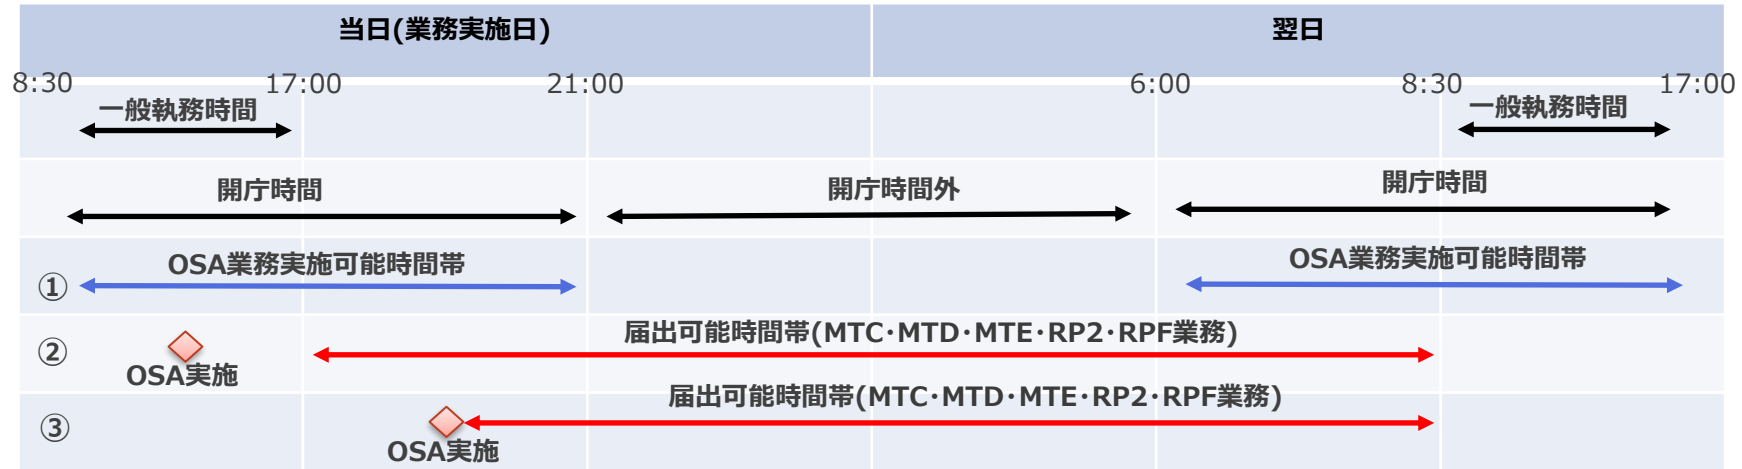 当日(業務実施日) 翌日
8:30 17:00 21:00 6:00 8:30 17:00
一般執務時間 一般執務時間
開庁時間 開庁時間外 開庁時間
① OSA業務実施可能時間帯 OSA業務実施可能時間帯
② 届出可能時間帯(MTC･MTD･MTE･RP2･RPF業務)
OSA実施
③ 届出可能時間帯(MTC･MTD･MTE･RP2･RPF業務)
OSA実施